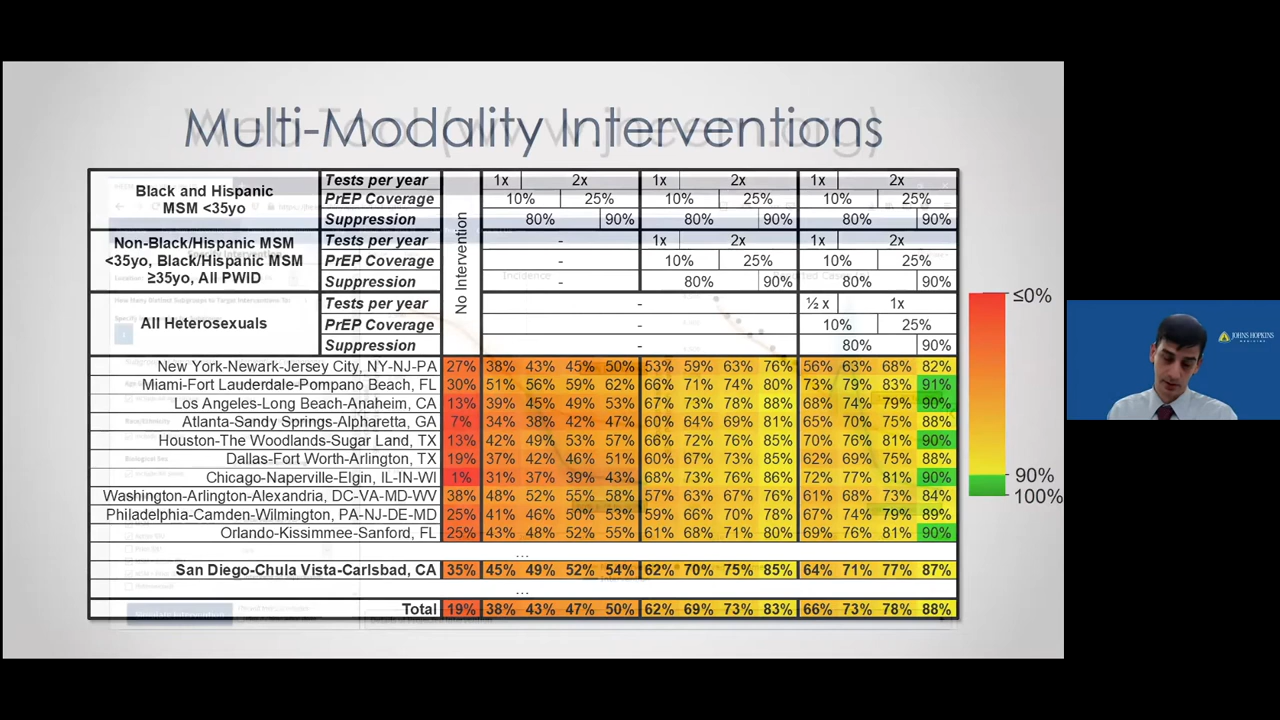 Multi-Modality Interventions
Web Tool (www.jheem.org)
Black and Hispanic MSM <35yo Tests per year 1x 2x 1x 2x 1x 2x
PrEP Coverage 10% 25% 10% 25% 10% 25%
Suppression 80% 90% 80% 90% 80% 90%
Non-Black/Hispanic MSM <35yo, Black/Hispanic MSM ≥35yo, All PWID Tests per year - 1x 2x 1x 2x
PrEP Coverage - 10% 25% 10% 25%
Suppression - 80% 90% 80% 90%
All Heterosexuals Tests per year - ½ x 1x
PrEP Coverage - 10% 25%
Suppression - 80% 90%
No Intervention
New York-Newark-Jersey City, NY-NJ-PA 27% 38% 43% 45% 50% 53% 59% 63% 76% 56% 63% 68% 82%
Miami-Fort Lauderdale-Pompano Beach, FL 30% 51% 56% 59% 62% 66% 71% 74% 80% 73% 79% 83% 91%
Los Angeles-Long Beach-Anaheim, CA 13% 39% 45% 49% 53% 67% 73% 78% 88% 68% 74% 79% 90%
Atlanta-Sandy Springs-Alpharetta, GA 7% 34% 38% 42% 47% 60% 64% 69% 81% 65% 70% 75% 88%
Houston-The Woodlands-Sugar Land, TX 13% 42% 49% 53% 57% 66% 72% 76% 85% 70% 76% 81% 90%
Dallas-Fort Worth-Arlington, TX 19% 37% 42% 46% 51% 60% 67% 73% 85% 62% 69% 75% 88%
Chicago-Naperville-Elgin, IL-IN-WI 1% 31% 37% 39% 43% 68% 73% 76% 86% 72% 77% 81% 90%
Washington-Arlington-Alexandria, DC-VA-MD-WV 38% 48% 52% 55% 58% 57% 63% 67% 76% 61% 68% 73% 84%
Philadelphia-Camden-Wilmington, PA-NJ-DE-MD 25% 41% 46% 50% 53% 59% 66% 70% 78% 67% 74% 79% 89%
Orlando-Kissimmee-Sanford, FL 25% 43% 48% 52% 55% 61% 68% 71% 80% 69% 76% 81% 90%
...
San Diego-Chula Vista-Carlsbad, CA 35% 45% 49% 52% 54% 62% 70% 75% 85% 64% 71% 77% 87%
...
Total 19% 38% 43% 47% 50% 62% 69% 73% 83% 66% 73% 78% 88%
≤0%
90%
100%
Incidence
JOHNS HOPKINS
MEDICINE